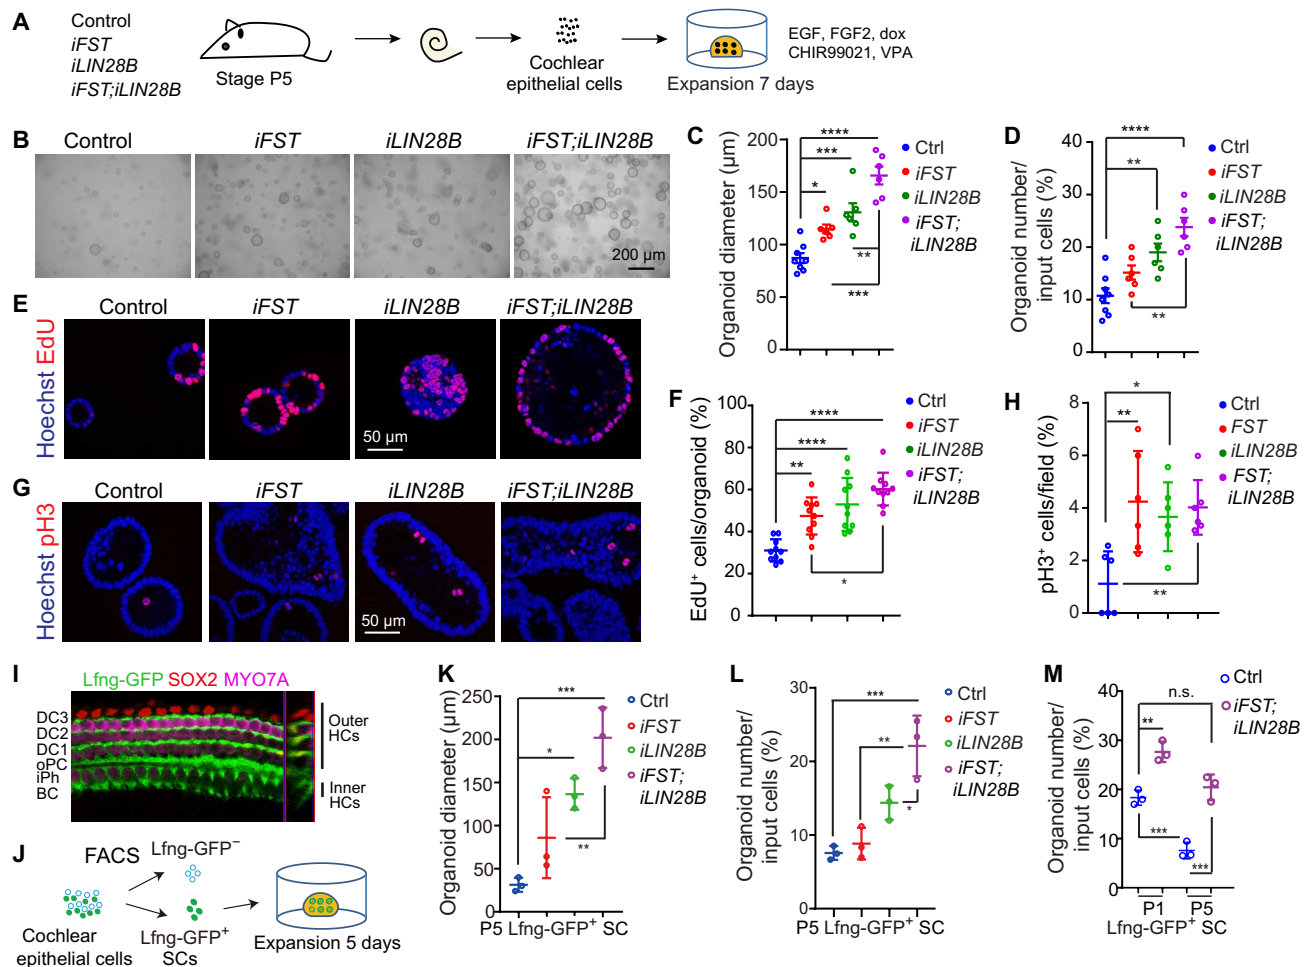 A
Control
iFST
iLIN28B
iFST;iLIN28B
Stage P5
Cochlear
epithelial cells
Expansion 7 days
EGF, FGF2, dox
CHIR99021, VPA
B
Control
iFST
iLIN28B
iFST;iLIN28B
200 µm
C
Organoid diameter (µm)
200
150
100
50
0
****
***
*
**
***
Ctrl
iFST
iLIN28B
iFST;
iLIN28B
D
Organoid number/
input cells (%)
40
30
20
10
0
****
**
**
Ctrl
iFST
iLIN28B
iFST;
iLIN28B
E
Hoechst EdU
Control
iFST
iLIN28B
iFST;iLIN28B
50 µm
F
EdU⁺ cells/organoid (%)
100
80
60
40
20
0
****
****
**
*
Ctrl
iFST
iLIN28B
iFST;
iLIN28B
G
Hoechst pH3
Control
iFST
iLIN28B
iFST;iLIN28B
50 µm
H
pH3⁺ cells/field (%)
8
6
4
2
0
*
**
**
Ctrl
FST
iLIN28B
FST;
iLIN28B
I
Lfng-GFP SOX2 MYO7A
DC3
DC2
DC1
oPC
iPh
BC
Outer
HCs
Inner
HCs
J
FACS
Lfng-GFP⁻
Lfng-GFP⁺
SCs
Cochlear
epithelial cells
Expansion 5 days
K
Organoid diameter (µm)
250
200
150
100
50
0
***
*
**
P5 Lfng-GFP⁺ SC
Ctrl
iFST
iLIN28B
iFST;
iLIN28B
L
Organoid number/
input cells (%)
30
20
10
0
***
**
*
P5 Lfng-GFP⁺ SC
Ctrl
iFST
iLIN28B
iFST;
iLIN28B
M
Organoid number/
input cells (%)
40
30
20
10
0
n.s.
**
***
***
P1 P5
Lfng-GFP⁺ SC
Ctrl
iFST;
iLIN28B